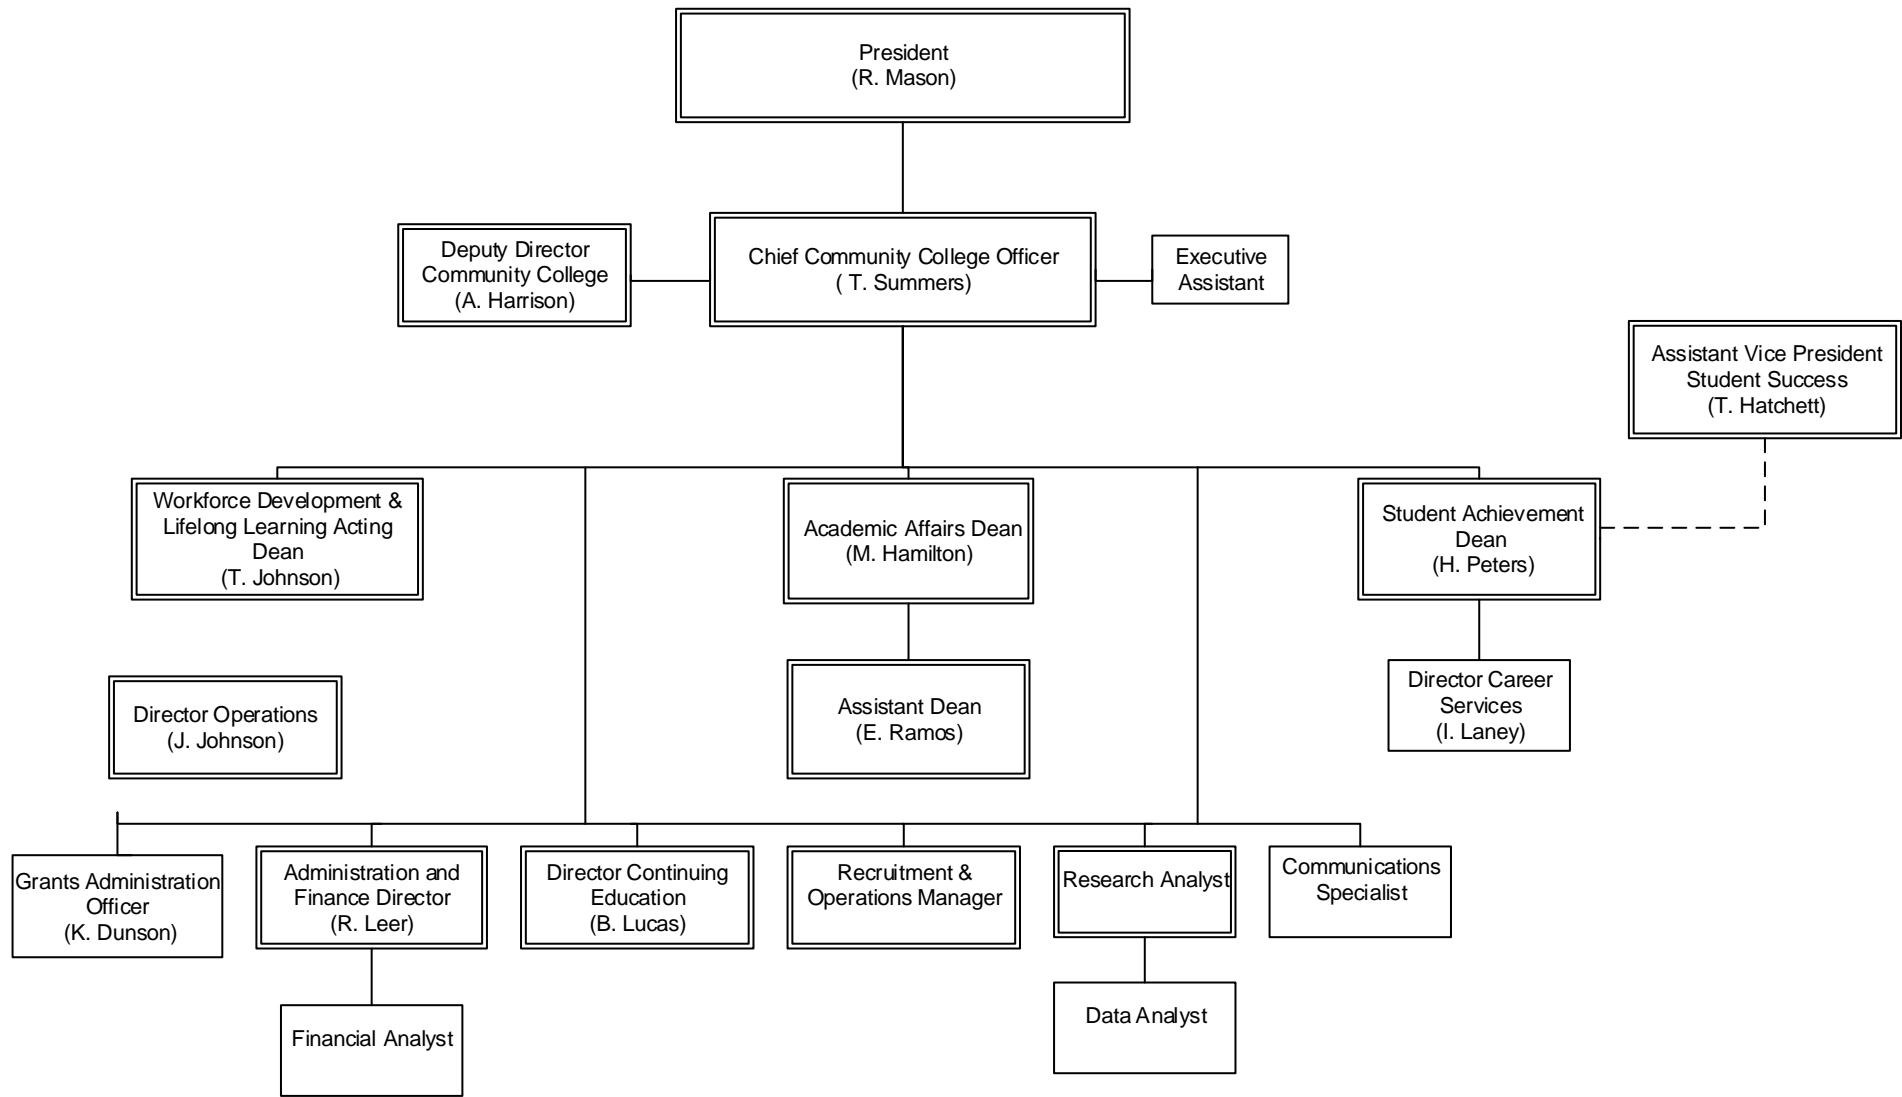 President
(R. Mason)
Deputy Director
Community College
(A. Harrison)
Chief Community College Officer
( T. Summers)
Executive
Assistant
Assistant Vice President
Student Success
(T. Hatchett)
Workforce Development &
Lifelong Learning Acting
Dean
(T. Johnson)
Academic Affairs Dean
(M. Hamilton)
Student Achievement
Dean
(H. Peters)
Director Operations
(J. Johnson)
Assistant Dean
(E. Ramos)
Director Career
Services
(I. Laney)
Grants Administration
Officer
(K. Dunson)
Administration and
Finance Director
(R. Leer)
Director Continuing
Education
(B. Lucas)
Recruitment &
Operations Manager
Research Analyst
Communications
Specialist
Financial Analyst
Data Analyst